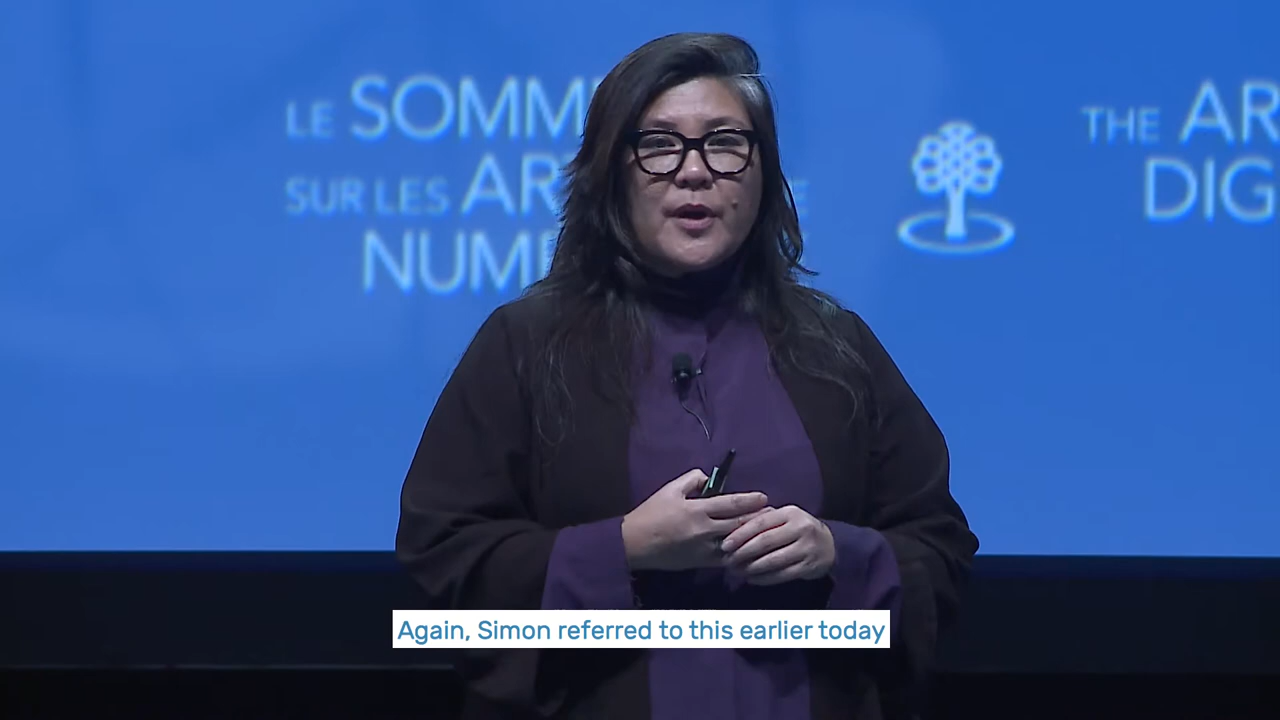 LE SOMM
SUR LES AR
NUM
THE AR
DIG
Again, Simon referred to this earlier today